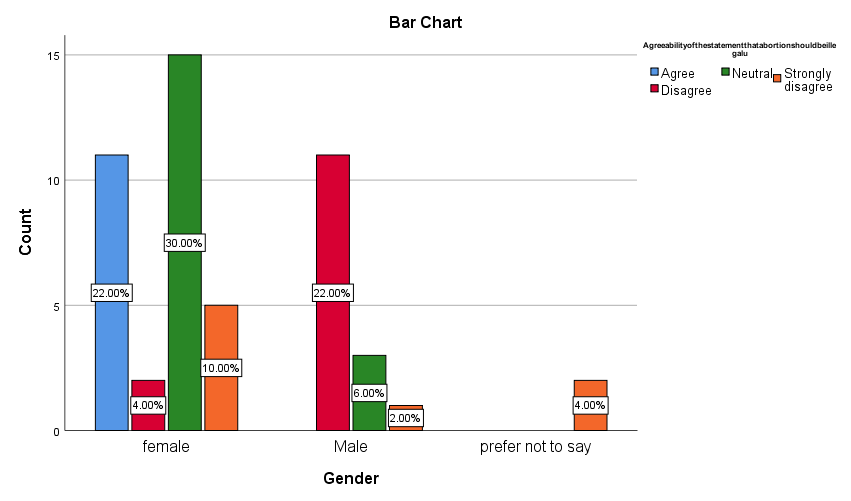 Bar Chart
Agreeabilityofthestatementthatabortionshouldbeille
galu
Agree
Neutral
Strongly
disagree
Disagree
15
10
5
0
Count
22.00%
4.00%
30.00%
10.00%
22.00%
6.00%
2.00%
4.00%
female
Male
prefer not to say
Gender